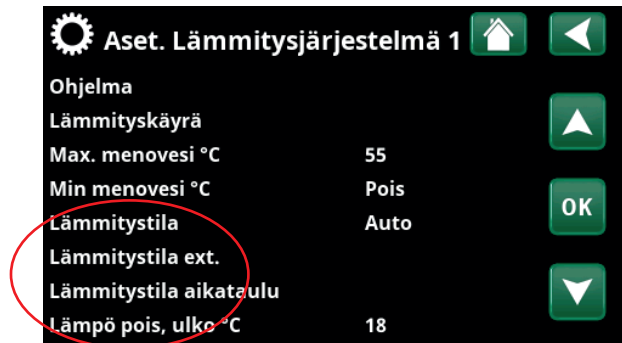 Aset. Lämmitysjärjestelmä 1
Ohjelma
Lämmityskäyrä
Max. menovesi °C 55
Min menovesi °C Pois
Lämmitystila Auto
OK
Lämmitystila ext.
Lämmitystila aikataulu
Lämpö pois, ulko °C 18